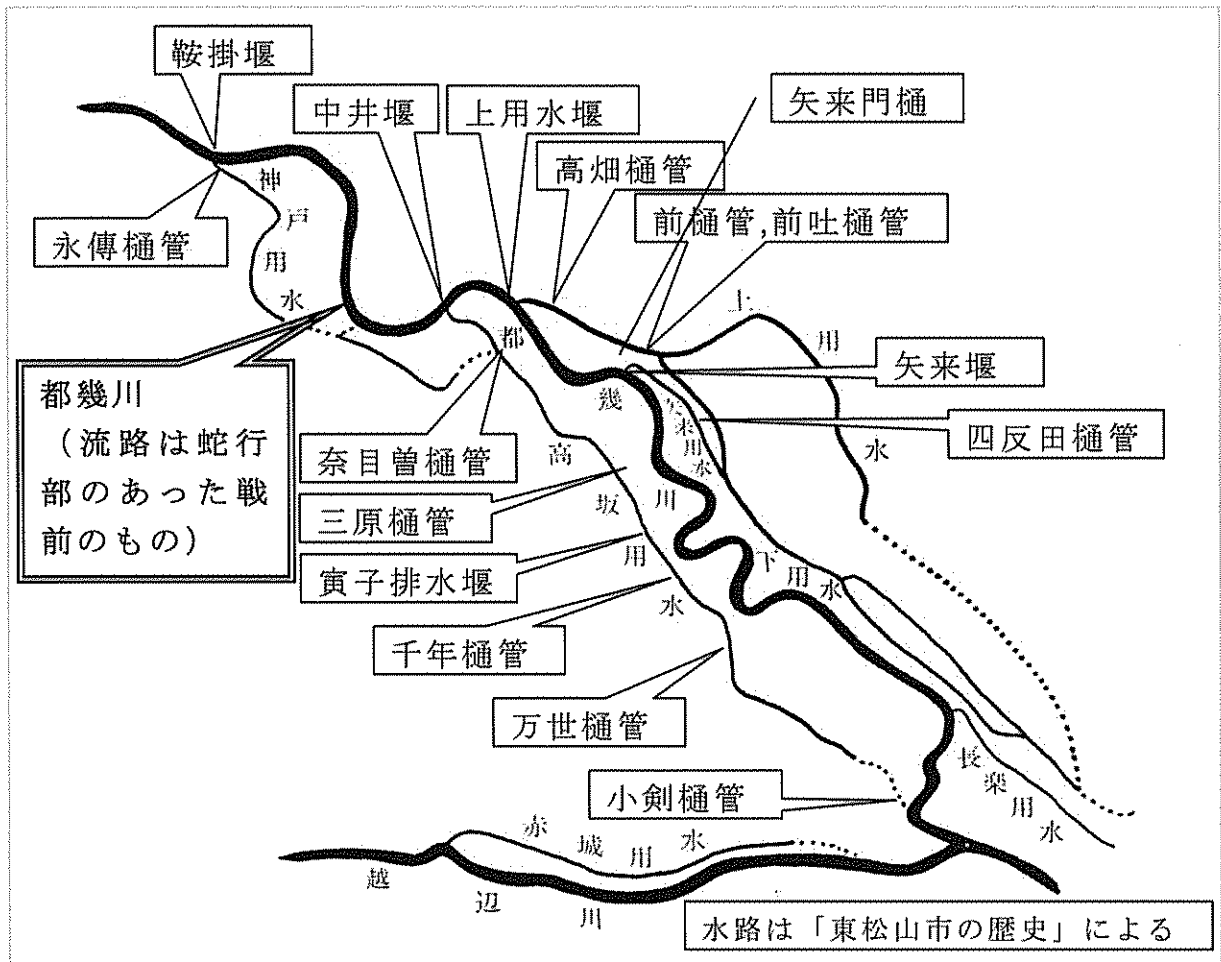 鞍掛堰
中井堰
上用水堰
矢来門樋
高畑樋管
前樋管,前吐樋管
永傳樋管
神戸用水
上用水
都幾川
（流路は蛇行
部のあった戦
前のもの）
都幾川
矢来堰
矢来用水
四反田樋管
奈目曽樋管
高坂用水
三原樋管
寅子排水堰
下用水
千年樋管
万世樋管
長楽用水
小剣樋管
赤城用水
越辺川
水路は「東松山市の歴史」による